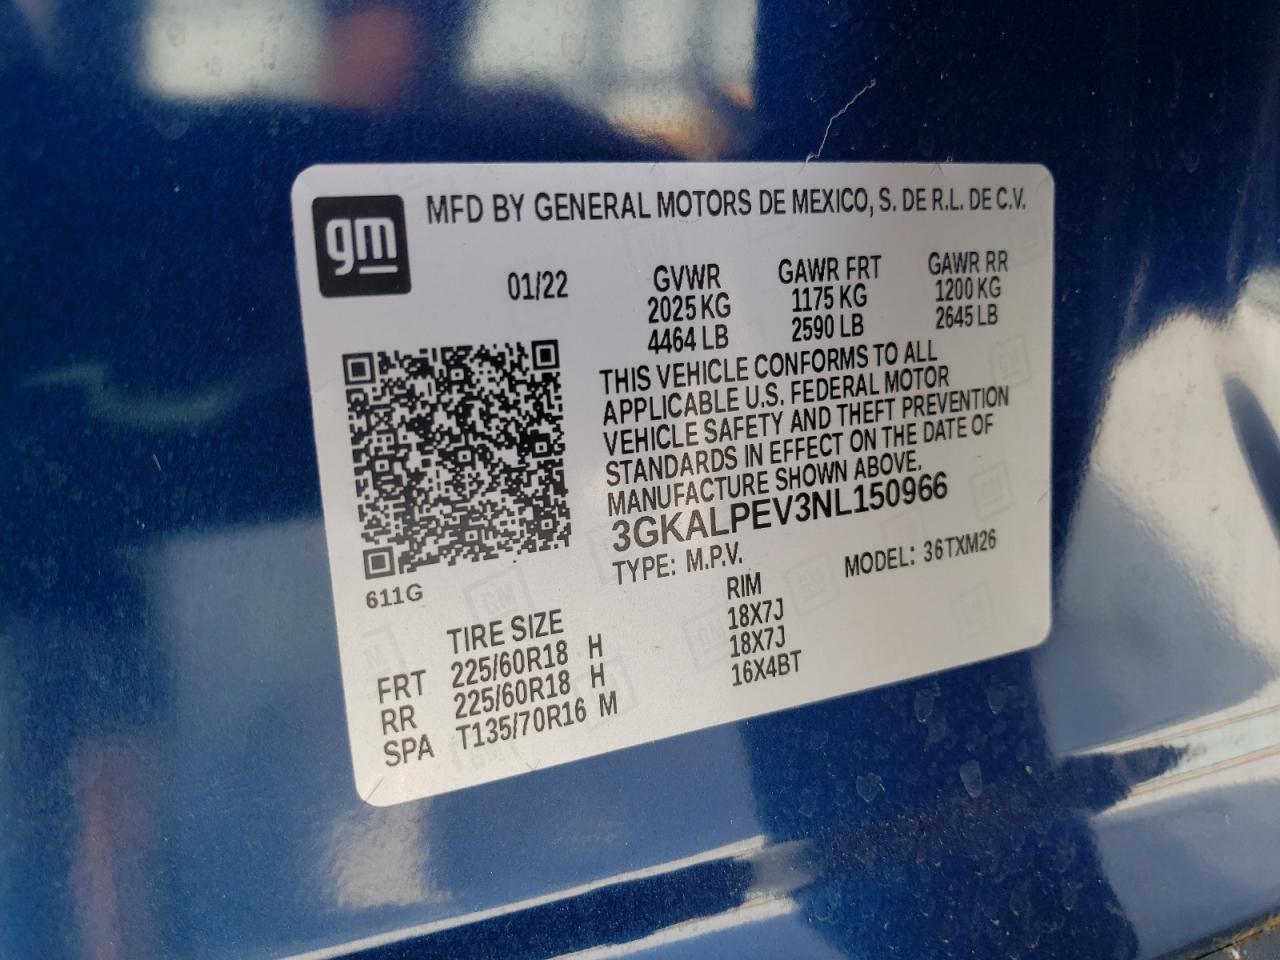 gm
MFD BY GENERAL MOTORS DE MEXICO, S. DE R.L. DE C.V.
01/22 GVWR GAWR FRT GAWR RR
2025 KG 1175 KG 1200 KG
4464 LB 2590 LB 2645 LB
THIS VEHICLE CONFORMS TO ALL
APPLICABLE U.S. FEDERAL MOTOR
VEHICLE SAFETY AND THEFT PREVENTION
STANDARDS IN EFFECT ON THE DATE OF
MANUFACTURE SHOWN ABOVE.
3GKALPEV3NL150966
TYPE: M.P.V. MODEL: 36TXM26
611G
TIRE SIZE RIM
FRT 225/60R18 H 18X7J
RR 225/60R18 H 18X7J
SPA T135/70R16 M 16X4BT